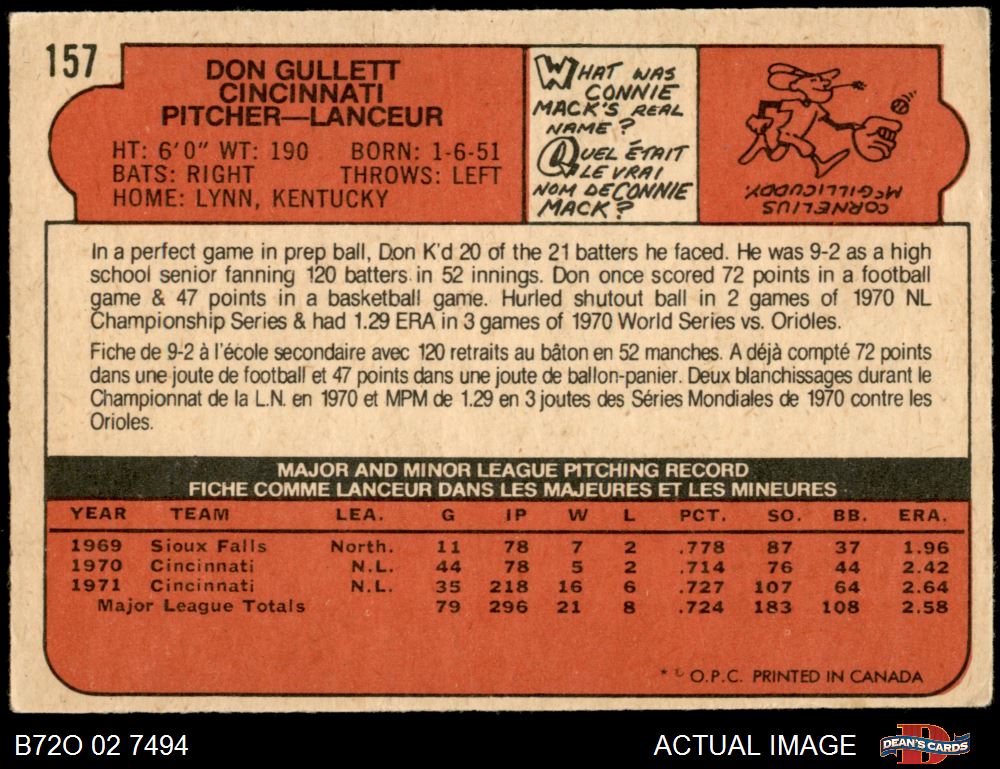 157
DON GULLETT
CINCINNATI
PITCHER—LANCEUR
HT: 6'0" WT: 190 BORN: 1-6-51
BATS: RIGHT THROWS: LEFT
HOME: LYNN, KENTUCKY
WHAT WAS
CONNIE
MACK'S REAL
NAME?
QUEL ÉTAIT
LE VRAI
NOM DE CONNIE
MACK?
CORNELIUS
McGILLICUDDY
In a perfect game in prep ball, Don K'd 20 of the 21 batters he faced. He was 9-2 as a high
school senior fanning 120 batters in 52 innings. Don once scored 72 points in a football
game & 47 points in a basketball game. Hurled shutout ball in 2 games of 1970 NL
Championship Series & had 1.29 ERA in 3 games of 1970 World Series vs. Orioles.
Fiche de 9-2 à l'école secondaire avec 120 retraits au bâton en 52 manches. A déjà compté 72 points
dans une joute de football et 47 points dans une joute de ballon-panier. Deux blanchissages durant le
Championnat de la L.N. en 1970 et MPM de 1.29 en 3 joutes des Séries Mondiales de 1970 contre les
Orioles.
MAJOR AND MINOR LEAGUE PITCHING RECORD
FICHE COMME LANCEUR DANS LES MAJEURES ET LES MINEURES
YEAR TEAM LEA. G IP W L PCT. SO. BB. ERA.
1969 Sioux Falls North. 11 78 7 2 .778 87 37 1.96
1970 Cincinnati N.L. 44 78 5 2 .714 76 44 2.42
1971 Cincinnati N.L. 35 218 16 6 .727 107 64 2.64
Major League Totals 79 296 21 8 .724 183 108 2.58
* © O.P.C. PRINTED IN CANADA
B72O 02 7494
ACTUAL IMAGE
DEAN'S CARDS